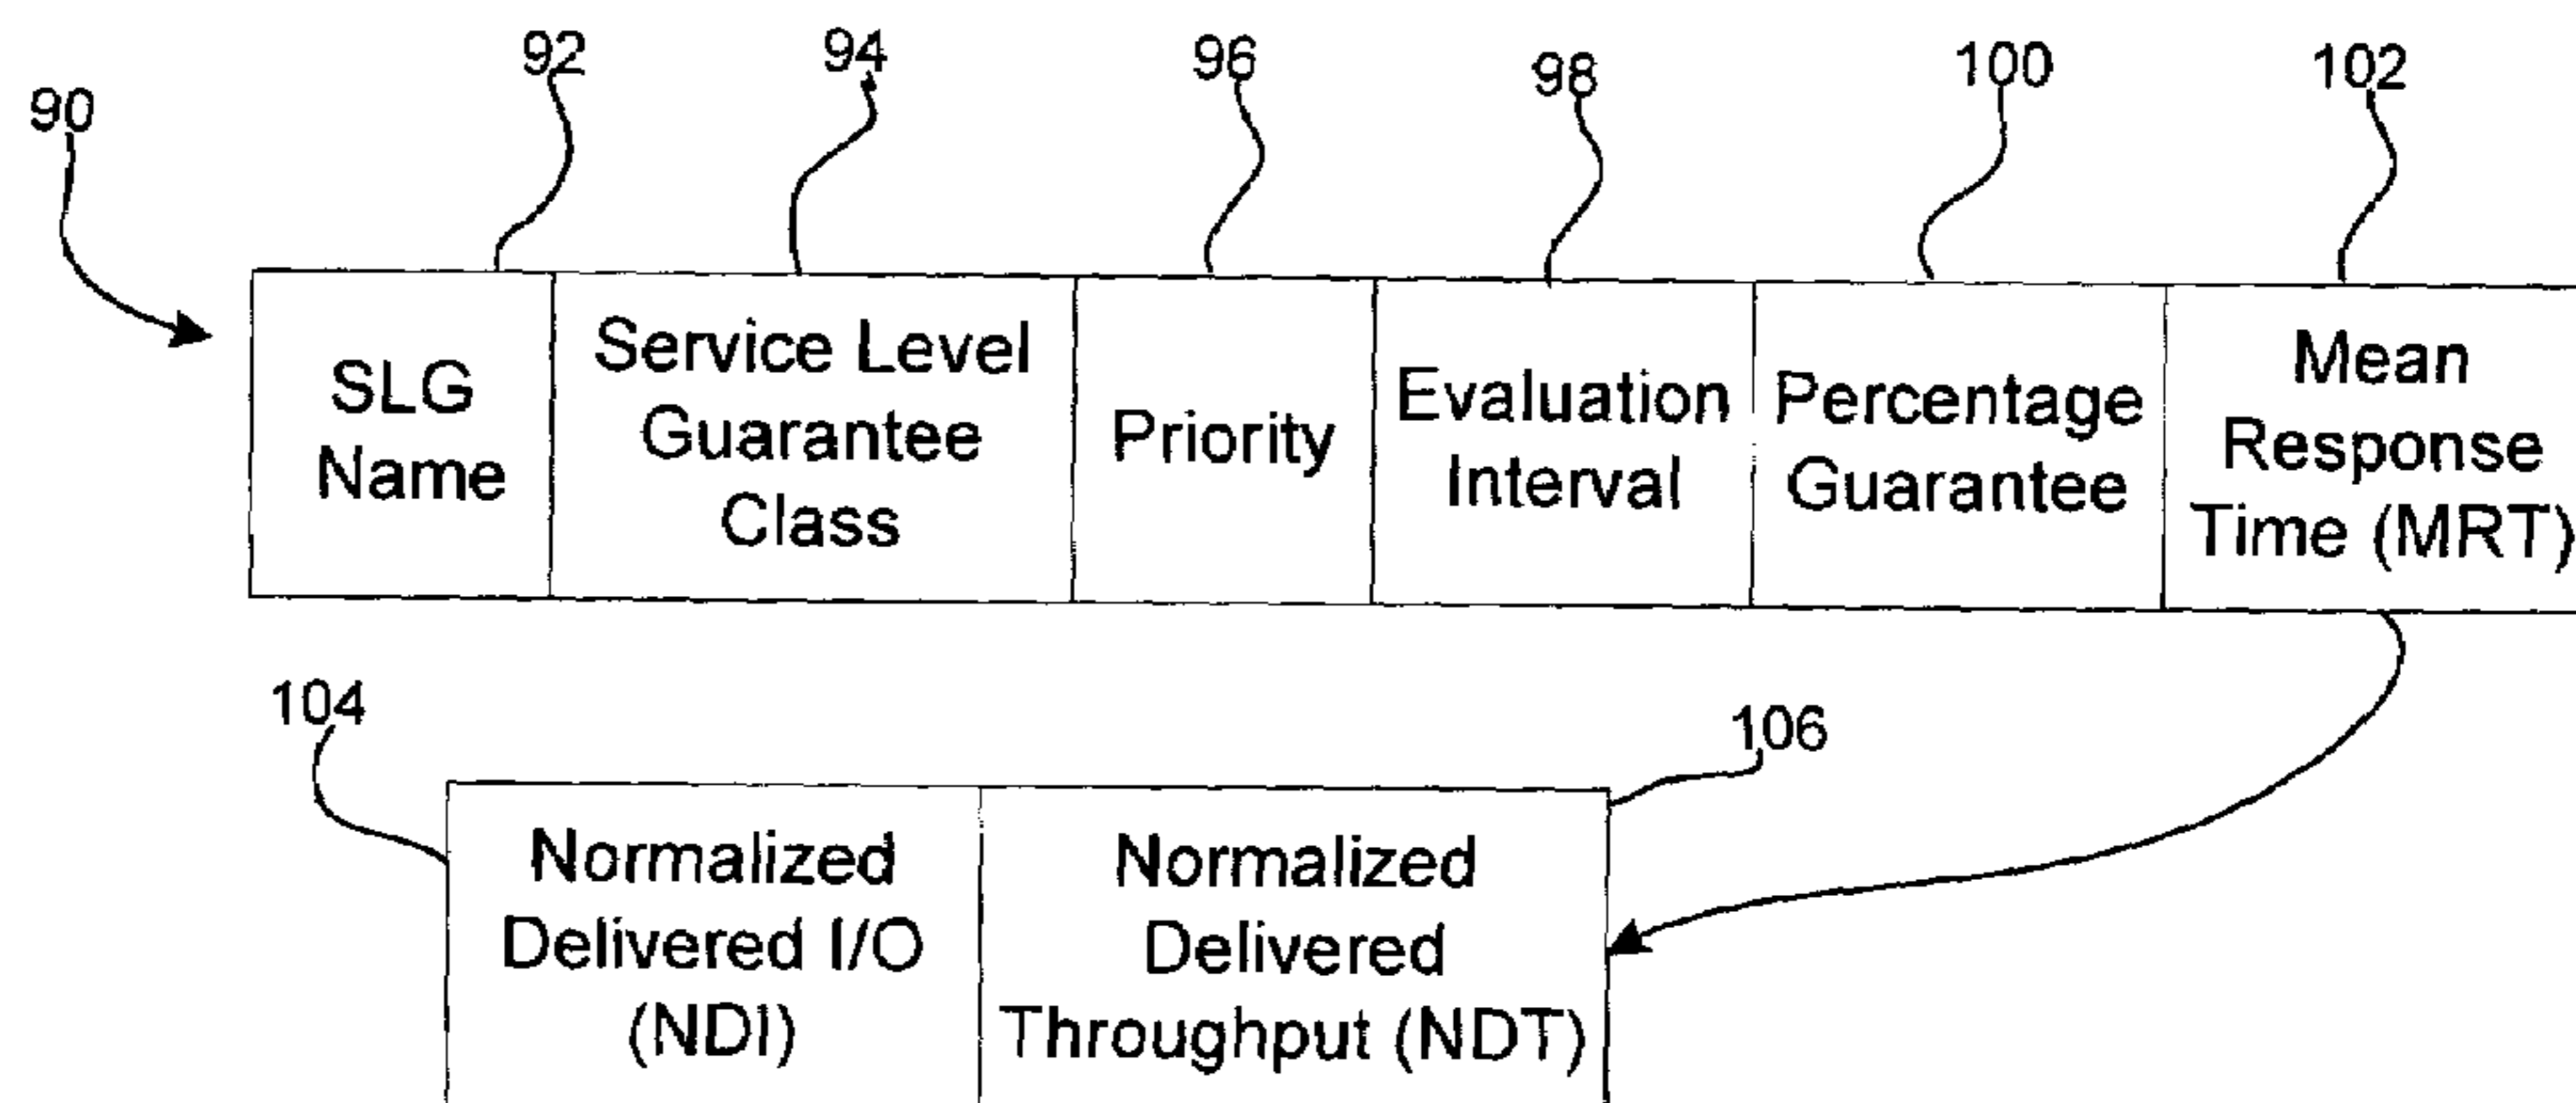 90
92
94
96
98
100
102
SLG
Name
Service Level
Guarantee
Class
Priority
Evaluation
Interval
Percentage
Guarantee
Mean
Response
Time (MRT)
104
106
Normalized
Delivered I/O
(NDI)
Normalized
Delivered
Throughput (NDT)